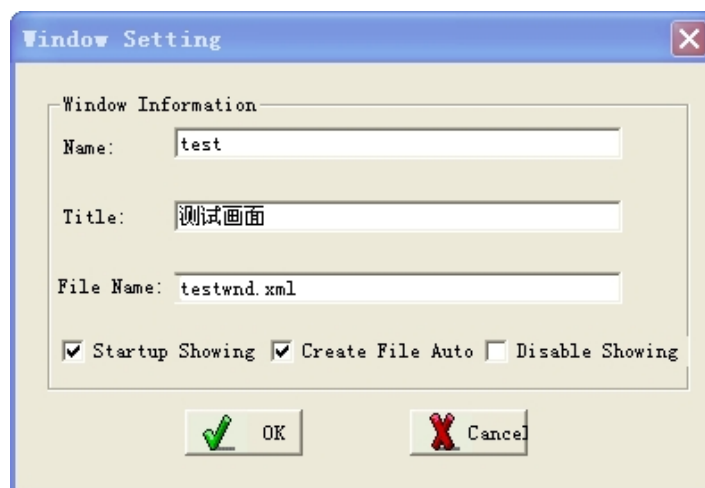 Window Setting
Window Information
Name: test
Title: 测试画面
File Name: testwnd.xml
Startup Showing Create File Auto Disable Showing
OK Cancel